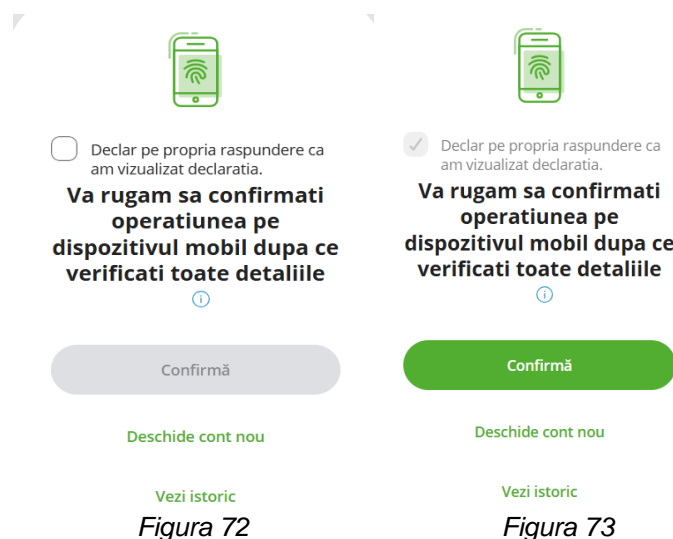 Declar pe propria raspundere ca
am vizualizat declaratia.
Va rugam sa confirmati
operatiunea pe
dispozitivul mobil dupa ce
verificati toate detaliile
Confirmă
Deschide cont nou
Vezi istoric
Figura 72
Declar pe propria raspundere ca
am vizualizat declaratia.
Va rugam sa confirmati
operatiunea pe
dispozitivul mobil dupa ce
verificati toate detaliile
Confirmă
Deschide cont nou
Vezi istoric
Figura 73